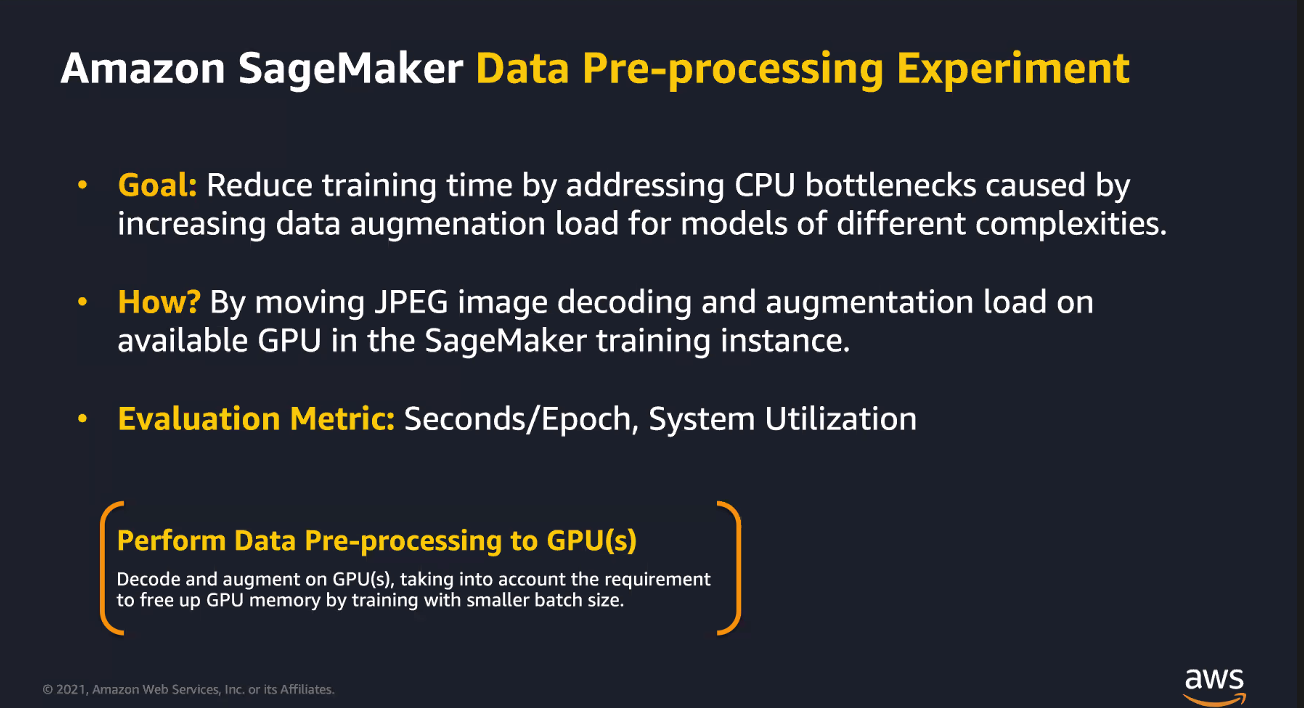 Amazon SageMaker Data Pre-processing Experiment
• Goal: Reduce training time by addressing CPU bottlenecks caused by
increasing data augmenation load for models of different complexities.
• How? By moving JPEG image decoding and augmentation load on
available GPU in the SageMaker training instance.
• Evaluation Metric: Seconds/Epoch, System Utilization
Perform Data Pre-processing to GPU(s)
Decode and augment on GPU(s), taking into account the requirement
to free up GPU memory by training with smaller batch size.
© 2021, Amazon Web Services, Inc. or its Affiliates.
aws